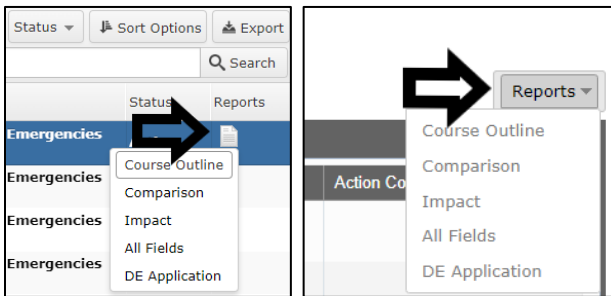 Status
Sort Options
Export
Search
Status
Reports
Emergencies
Course Outline
Emergencies
Comparison
Emergencies
Impact
All Fields
Emergencies
DE Application
Reports
Course Outline
Comparison
Action Co
Impact
All Fields
DE Application